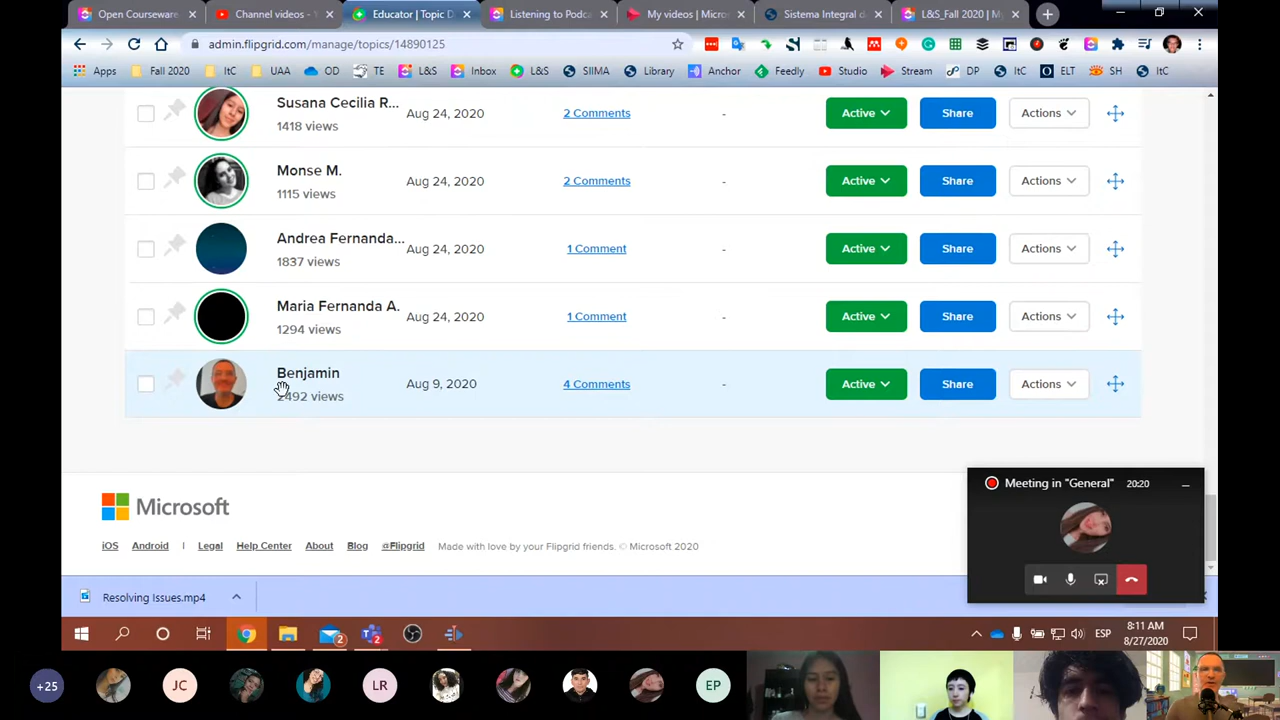 Open Courseware
Channel videos -
Educator | Topic D
Listening to Podca
My videos | Micros
Sistema Integral d
L&S_Fall 2020 | M
admin.flipgrid.com/manage/topics/14890125
Apps
Fall 2020
ItC
UAA
OD
TE
L&S
Inbox
L&S
SIIMA
Library
Anchor
Feedly
Studio
Stream
DP
ItC
ELT
SH
ItC
Susana Cecilia R...
1418 views
Aug 24, 2020
2 Comments
-
Active
Share
Actions
Monse M.
1115 views
Aug 24, 2020
2 Comments
-
Active
Share
Actions
Andrea Fernanda...
1837 views
Aug 24, 2020
1 Comment
-
Active
Share
Actions
Maria Fernanda A.
1294 views
Aug 24, 2020
1 Comment
-
Active
Share
Actions
Benjamin
2492 views
Aug 9, 2020
4 Comments
-
Active
Share
Actions
Microsoft
iOS
Android
|
Legal
Help Center
About
Blog
@Flipgrid
Made with love by your Flipgrid friends. © Microsoft 2020
Meeting in "General"
20:20
Resolving Issues.mp4
2
2
ESP
8:11 AM
8/27/2020
+25
JC
LR
EP